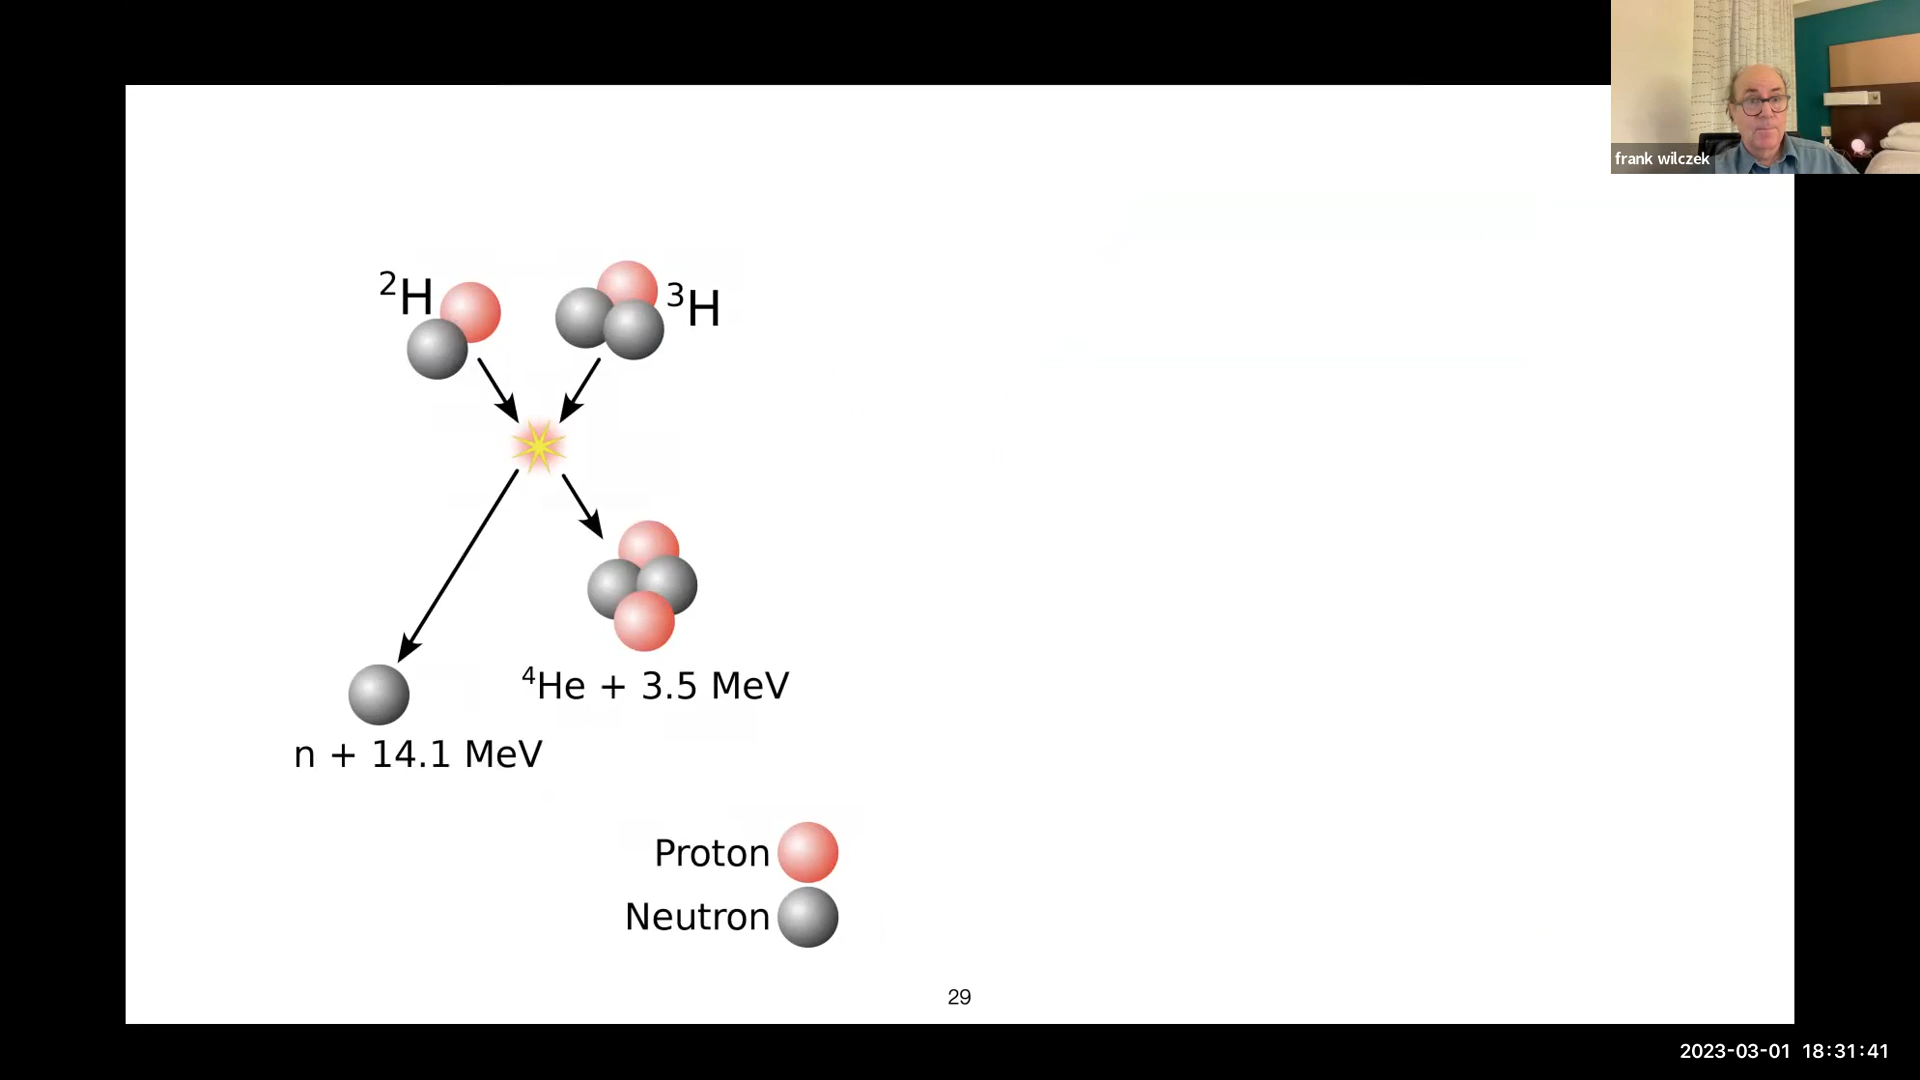 frank wilczek
²H
³H
⁴He + 3.5 MeV
n + 14.1 MeV
Proton
Neutron
29
2023-03-01 18:31:41